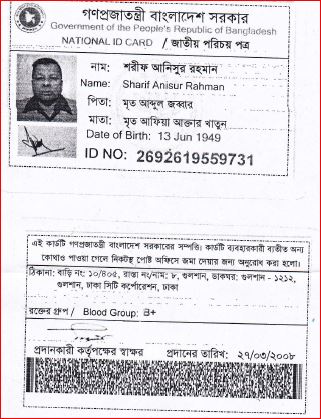 গণপ্রজাতন্ত্রী বাংলাদেশ সরকার
Government of the People's Republic of Bangladesh
NATIONAL ID CARD / জাতীয় পরিচয় পত্র
নাম: শরীফ আনিসুর রহমান
Name: Sharif Anisur Rahman
পিতা: মৃত আব্দুল জব্বার
মাতা: মৃত আফিয়া আক্তার খাতুন
Date of Birth: 13 Jun 1949
ID NO: 2692619559731
এই কার্ডটি গণপ্রজাতন্ত্রী বাংলাদেশ সরকারের সম্পত্তি। কার্ডটি ব্যবহারকারী ব্যতীত অন্য
কোথাও পাওয়া গেলে নিকটস্থ পোষ্ট অফিসে জমা দেয়ার জন্য অনুরোধ করা হলো।
ঠিকানা: বাড়ি নং: ১০/৪০৫, রাস্তা নং/নাম: ৮, গুলশান, ডাকঘর: গুলশান - ১২১২,
গুলশান, ঢাকা সিটি কর্পোরেশন, ঢাকা
রক্তের গ্রুপ / Blood Group: B+
প্রদানকারী কর্তৃপক্ষের স্বাক্ষর প্রদানের তারিখ: ২৭/০৩/২০০৮